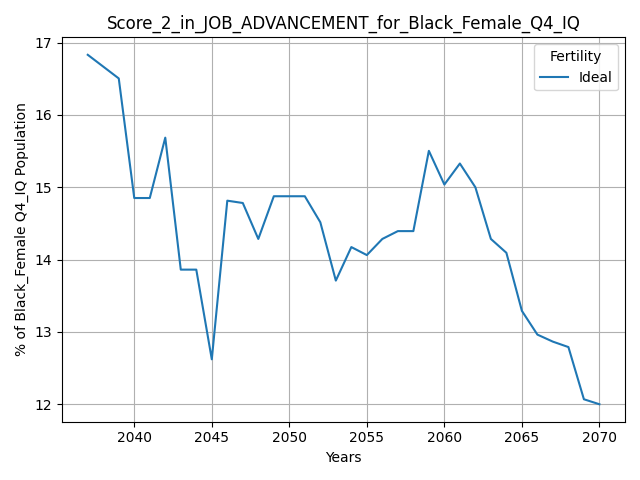 Score_2_in_JOB_ADVANCEMENT_for_Black_Female_Q4_IQ
Fertility
Ideal
% of Black_Female Q4_IQ Population
17
16
15
14
13
12
2040 2045 2050 2055 2060 2065 2070
Years